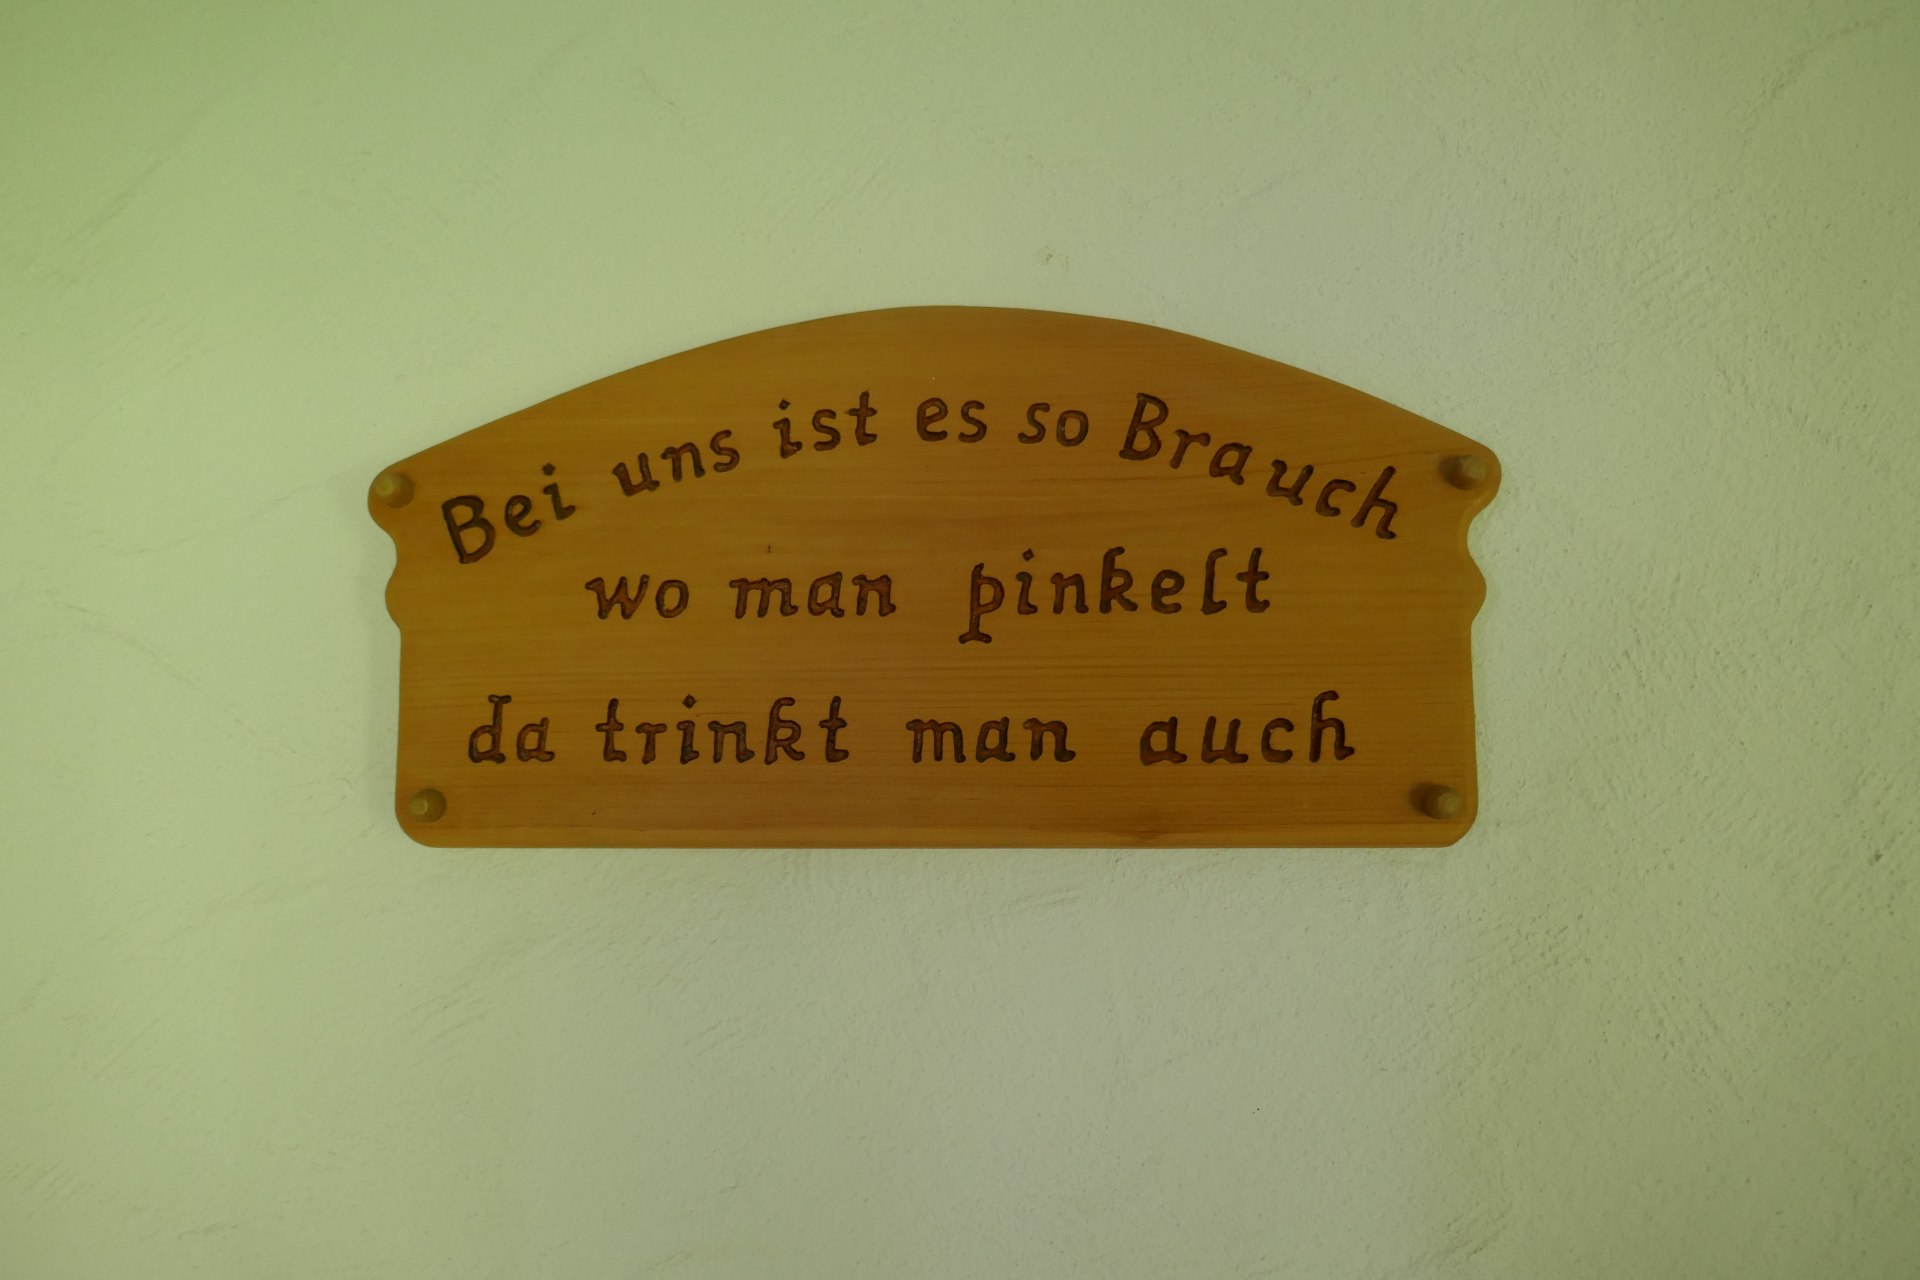 Bei uns ist es so Brauch
wo man pinkelt
da trinkt man auch